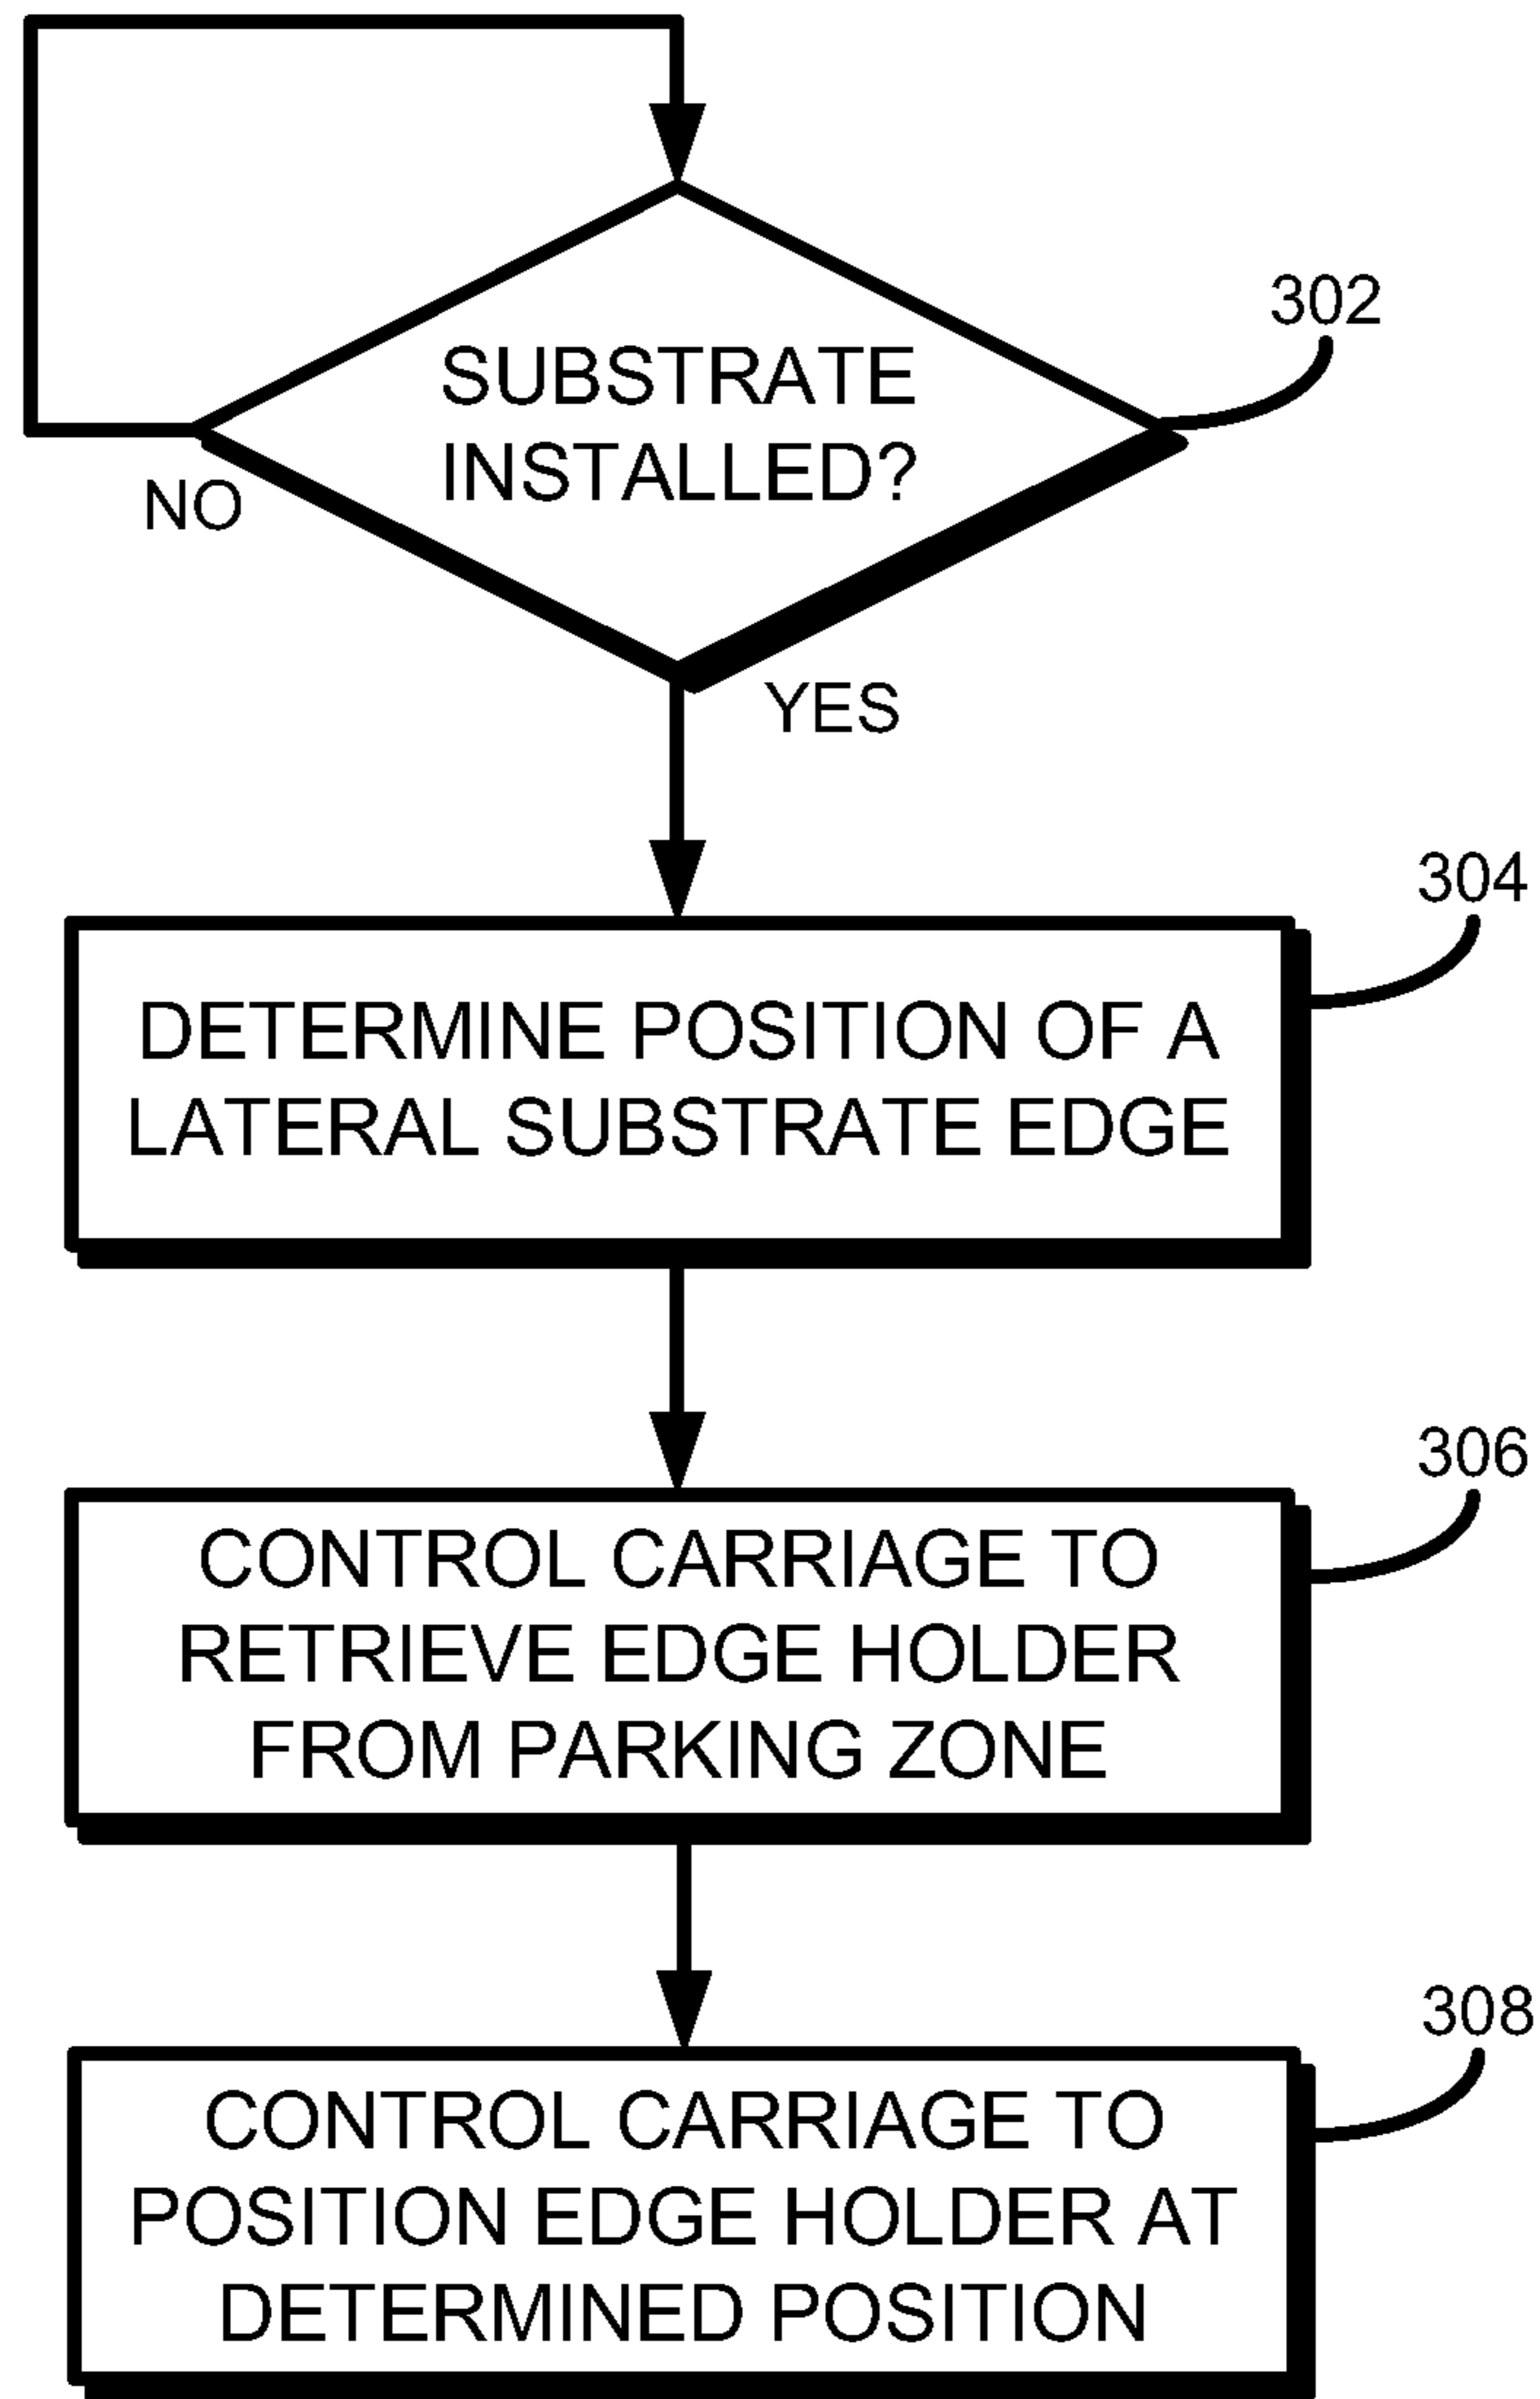 302
SUBSTRATE
INSTALLED?
NO
YES
304
DETERMINE POSITION OF A
LATERAL SUBSTRATE EDGE
306
CONTROL CARRIAGE TO
RETRIEVE EDGE HOLDER
FROM PARKING ZONE
308
CONTROL CARRIAGE TO
POSITION EDGE HOLDER AT
DETERMINED POSITION